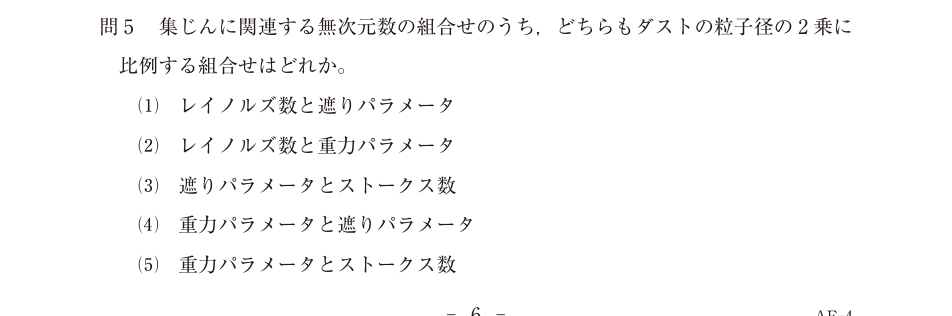 問5　集じんに関連する無次元数の組合せのうち，どちらもダストの粒子径の2乗に
比例する組合せはどれか。
⑴　レイノルズ数と遮りパラメータ
⑵　レイノルズ数と重力パラメータ
⑶　遮りパラメータとストークス数
⑷　重力パラメータと遮りパラメータ
⑸　重力パラメータとストークス数
－ 6 －